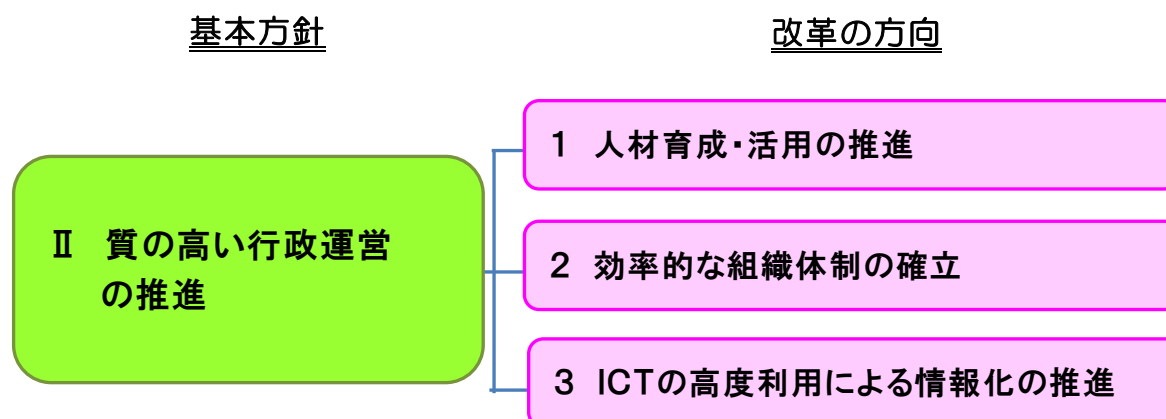 基本方針
改革の方向
Ⅱ 質の高い行政運営
の推進
1 人材育成・活用の推進
2 効率的な組織体制の確立
3 ICTの高度利用による情報化の推進